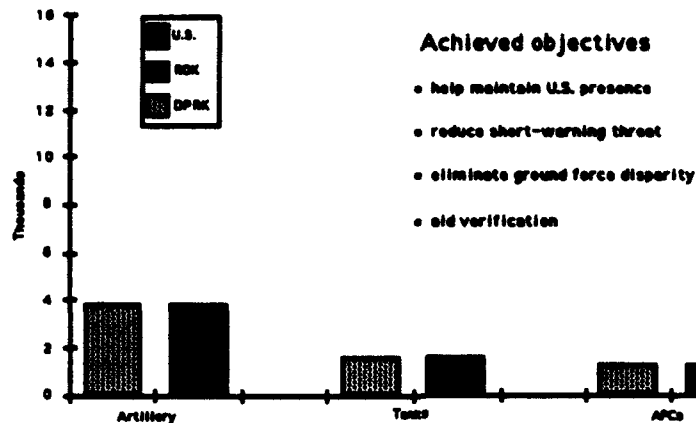 16
14
12
10
8
6
4
2
0
Thousands
U.S.
ROK
DPRK
Achieved objectives
• help maintain U.S. presence
• reduce short-warning threat
• eliminate ground force disparity
• aid verification
Artillery
Tanks
APCs